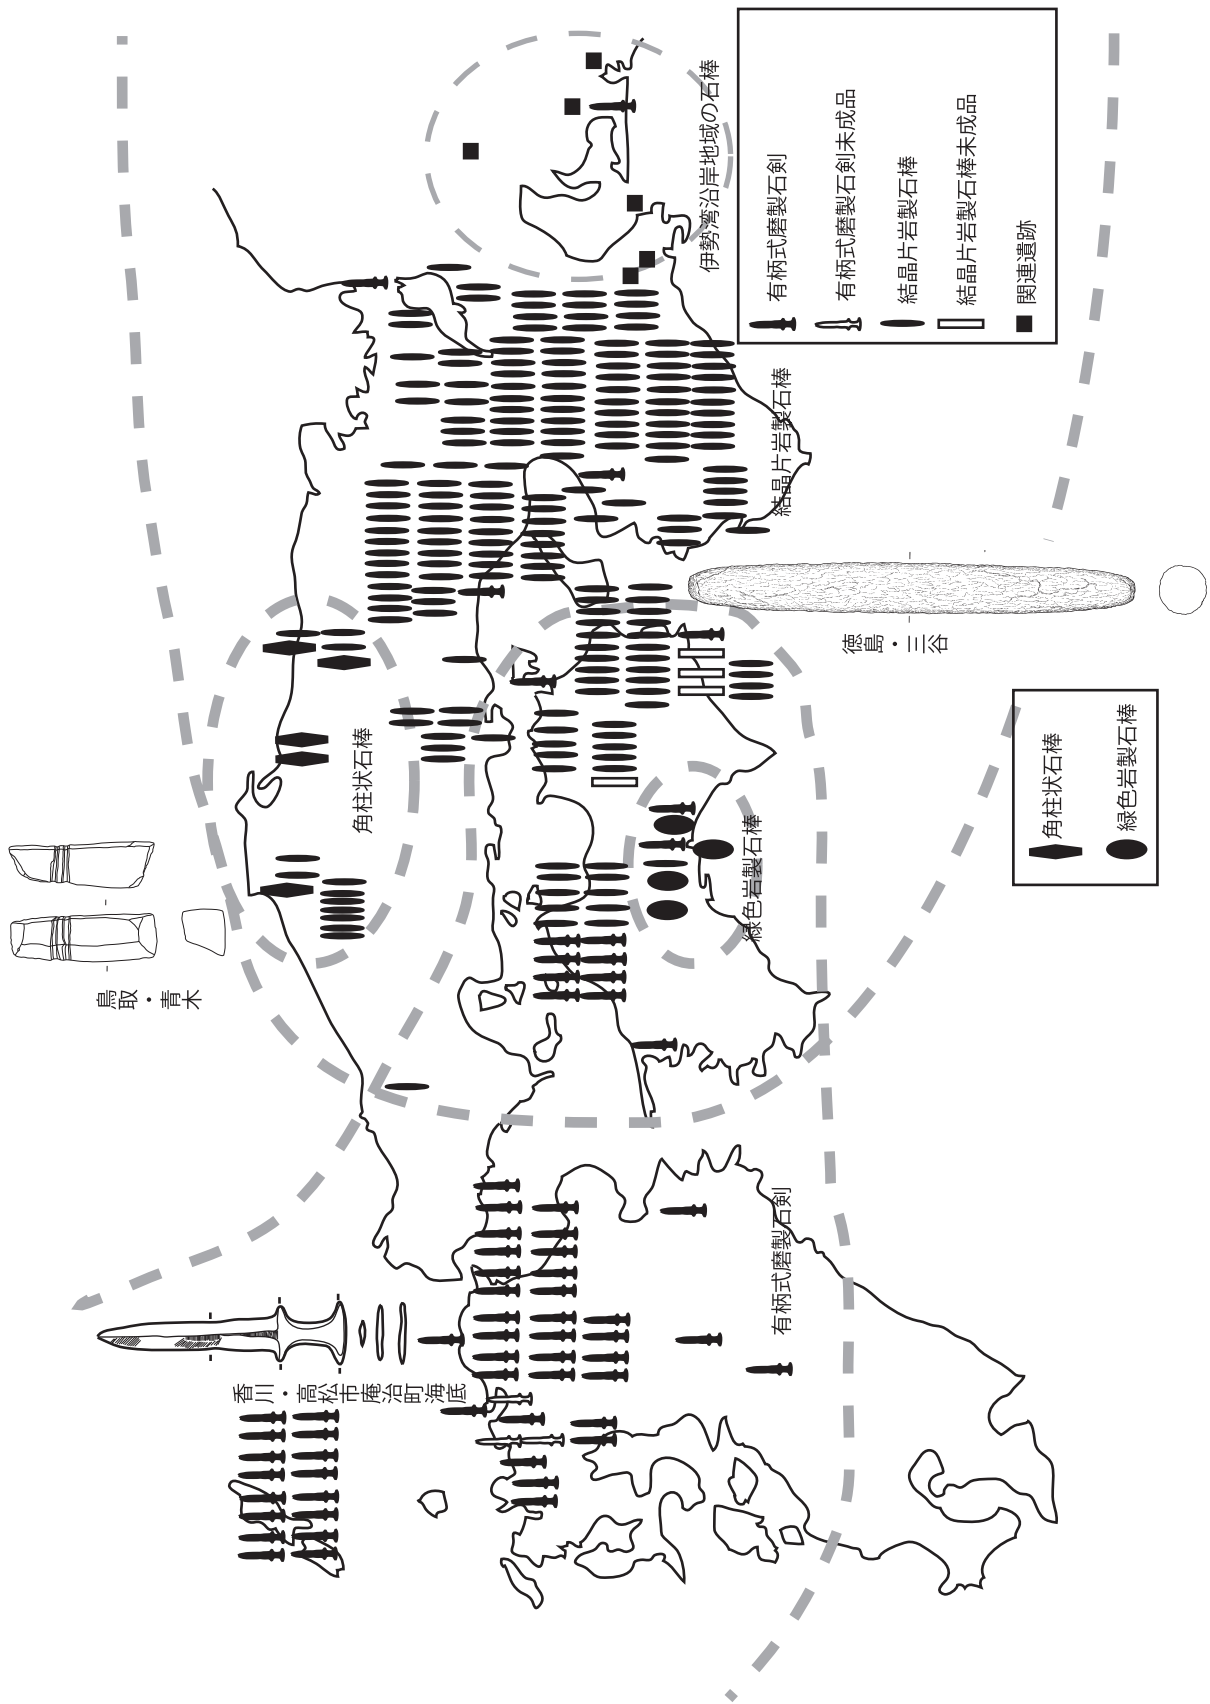 鳥取・青木
香川・高松市庵治町海底
角柱状石棒
伊勢湾沿岸地域の石棒
結晶片岩製石棒
緑色岩製石棒
有柄式磨製石剣
徳島・三谷
有柄式磨製石剣
有柄式磨製石剣未成品
結晶片岩製石棒
結晶片岩製石棒未成品
関連遺跡
角柱状石棒
緑色岩製石棒